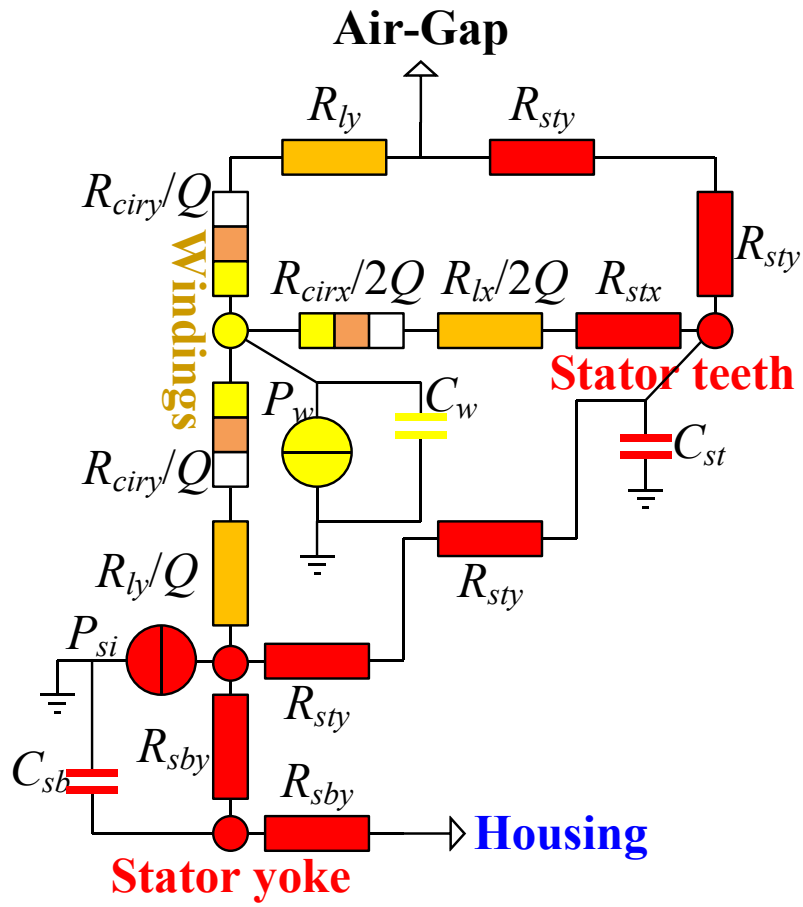 Air-Gap
R_ly
R_sty
R_ciry/Q
R_sty
Windings
R_cirx/2Q
R_lx/2Q
R_stx
Stator teeth
P_w
C_w
C_st
R_ciry/Q
R_ly/Q
R_sty
P_si
R_sty
R_sby
C_sb
R_sby
Housing
Stator yoke